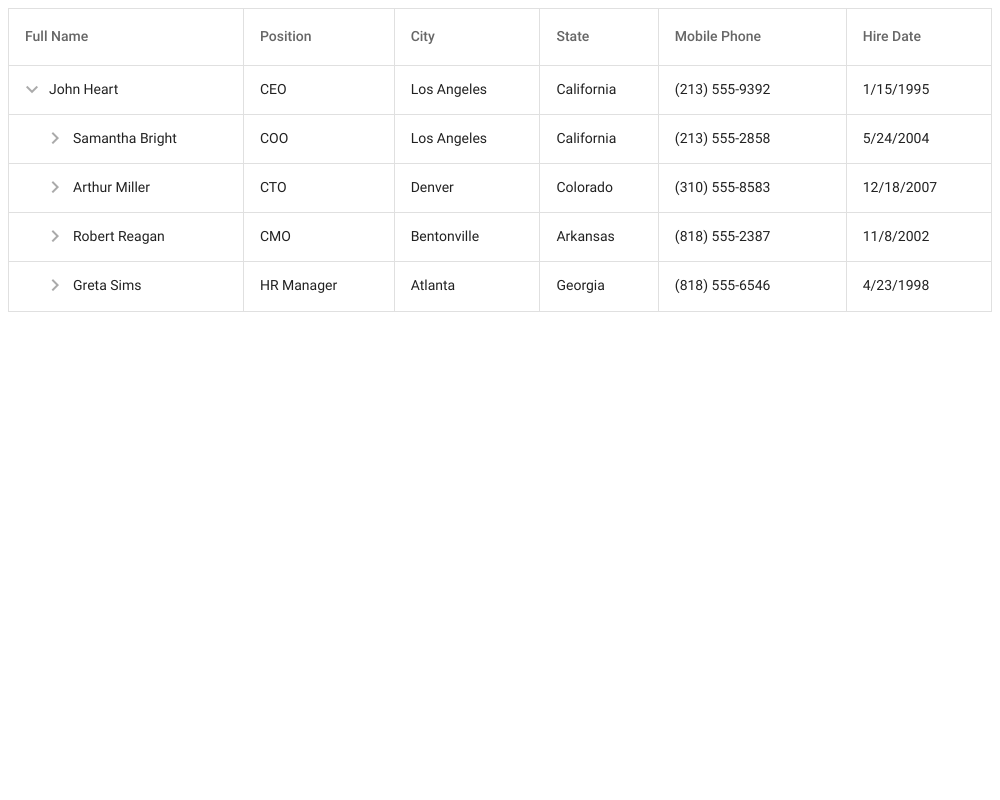 Full Name Position City State Mobile Phone Hire Date
John Heart CEO Los Angeles California (213) 555-9392 1/15/1995
Samantha Bright COO Los Angeles California (213) 555-2858 5/24/2004
Arthur Miller CTO Denver Colorado (310) 555-8583 12/18/2007
Robert Reagan CMO Bentonville Arkansas (818) 555-2387 11/8/2002
Greta Sims HR Manager Atlanta Georgia (818) 555-6546 4/23/1998